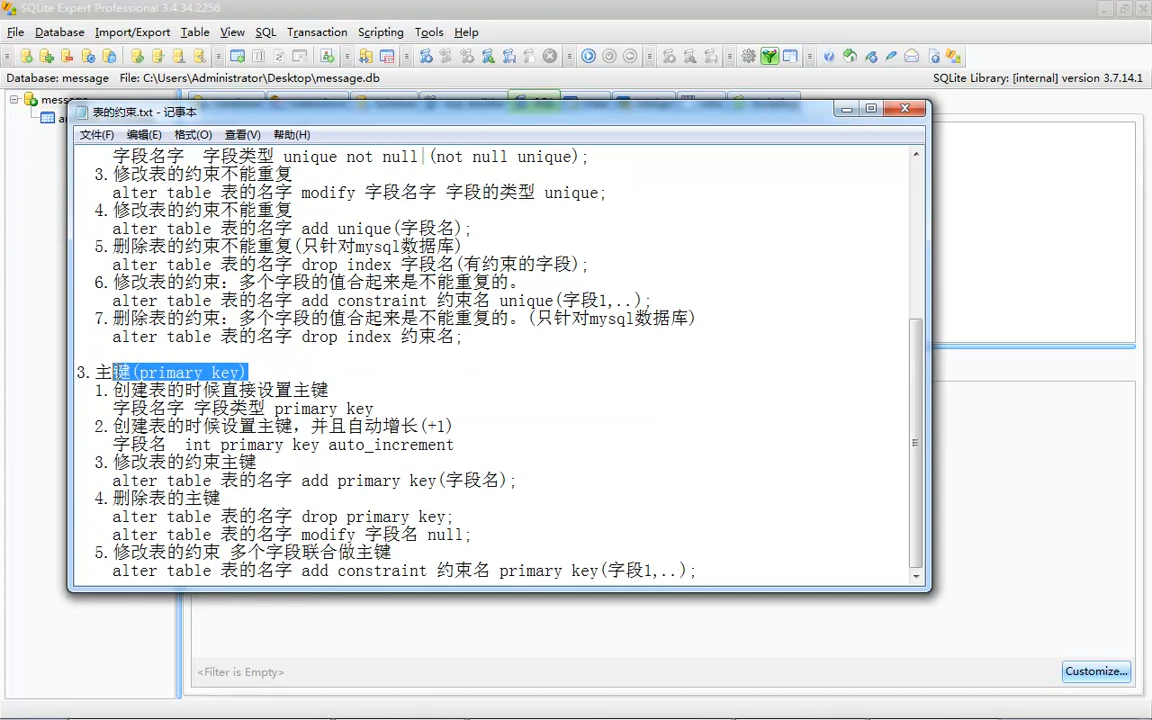 SQLite Expert Professional 3.4.34.2256
File Database Import/Export Table View SQL Transaction Scripting Tools Help
Database: message File: C:\Users\Administrator\Desktop\message.db
SQLite Library: [internal] version 3.7.14.1
表的约束.txt - 记事本
文件(F) 编辑(E) 格式(O) 查看(V) 帮助(H)
字段名字 字段类型 unique not null (not null unique);
3. 修改表的约束不能重复
alter table 表的名字 modify 字段名字 字段的类型 unique;
4. 修改表的约束不能重复
alter table 表的名字 add unique(字段名);
5. 删除表的约束不能重复(只针对mysql数据库)
alter table 表的名字 drop index 字段名(有约束的字段);
6. 修改表的约束: 多个字段的值合起来是不能重复的。
alter table 表的名字 add constraint 约束名 unique(字段1,..);
7. 删除表的约束: 多个字段的值合起来是不能重复的。(只针对mysql数据库)
alter table 表的名字 drop index 约束名;
3. 主键(primary key)
1. 创建表的时候直接设置主键
字段名字 字段类型 primary key
2. 创建表的时候设置主键, 并且自动增长(+1)
字段名 int primary key auto_increment
3. 修改表的约束主键
alter table 表的名字 add primary key(字段名);
4. 删除表的主键
alter table 表的名字 drop primary key;
alter table 表的名字 modify 字段名 null;
5. 修改表的约束 多个字段联合做主键
alter table 表的名字 add constraint 约束名 primary key(字段1,..);
<Filter is Empty>
Customize...